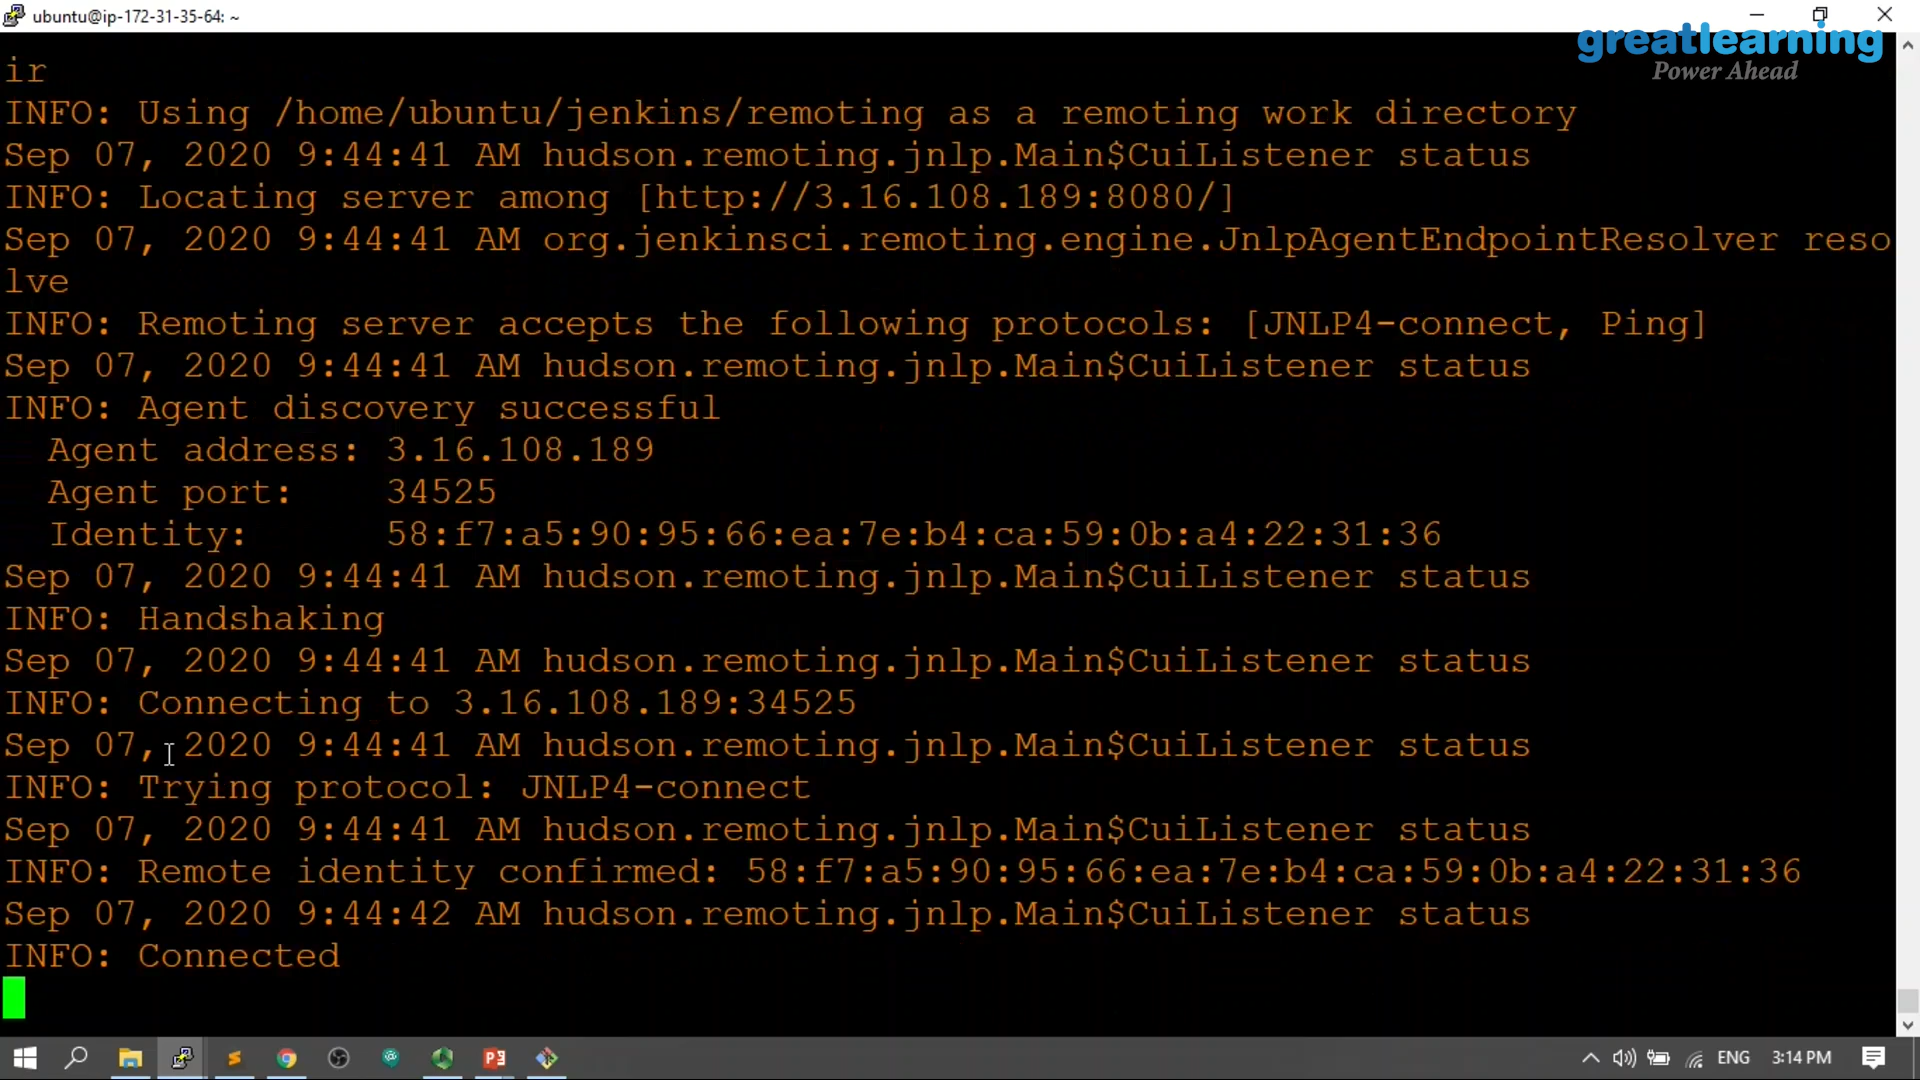 ubuntu@ip-172-31-35-64: ~
greatlearning
Power Ahead
ir
INFO: Using /home/ubuntu/jenkins/remoting as a remoting work directory
Sep 07, 2020 9:44:41 AM hudson.remoting.jnlp.Main$CuiListener status
INFO: Locating server among [http://3.16.108.189:8080/]
Sep 07, 2020 9:44:41 AM org.jenkinsci.remoting.engine.JnlpAgentEndpointResolver reso
lve
INFO: Remoting server accepts the following protocols: [JNLP4-connect, Ping]
Sep 07, 2020 9:44:41 AM hudson.remoting.jnlp.Main$CuiListener status
INFO: Agent discovery successful
Agent address: 3.16.108.189
Agent port: 34525
Identity: 58:f7:a5:90:95:66:ea:7e:b4:ca:59:0b:a4:22:31:36
Sep 07, 2020 9:44:41 AM hudson.remoting.jnlp.Main$CuiListener status
INFO: Handshaking
Sep 07, 2020 9:44:41 AM hudson.remoting.jnlp.Main$CuiListener status
INFO: Connecting to 3.16.108.189:34525
Sep 07, 2020 9:44:41 AM hudson.remoting.jnlp.Main$CuiListener status
INFO: Trying protocol: JNLP4-connect
Sep 07, 2020 9:44:41 AM hudson.remoting.jnlp.Main$CuiListener status
INFO: Remote identity confirmed: 58:f7:a5:90:95:66:ea:7e:b4:ca:59:0b:a4:22:31:36
Sep 07, 2020 9:44:42 AM hudson.remoting.jnlp.Main$CuiListener status
INFO: Connected
ENG
3:14 PM